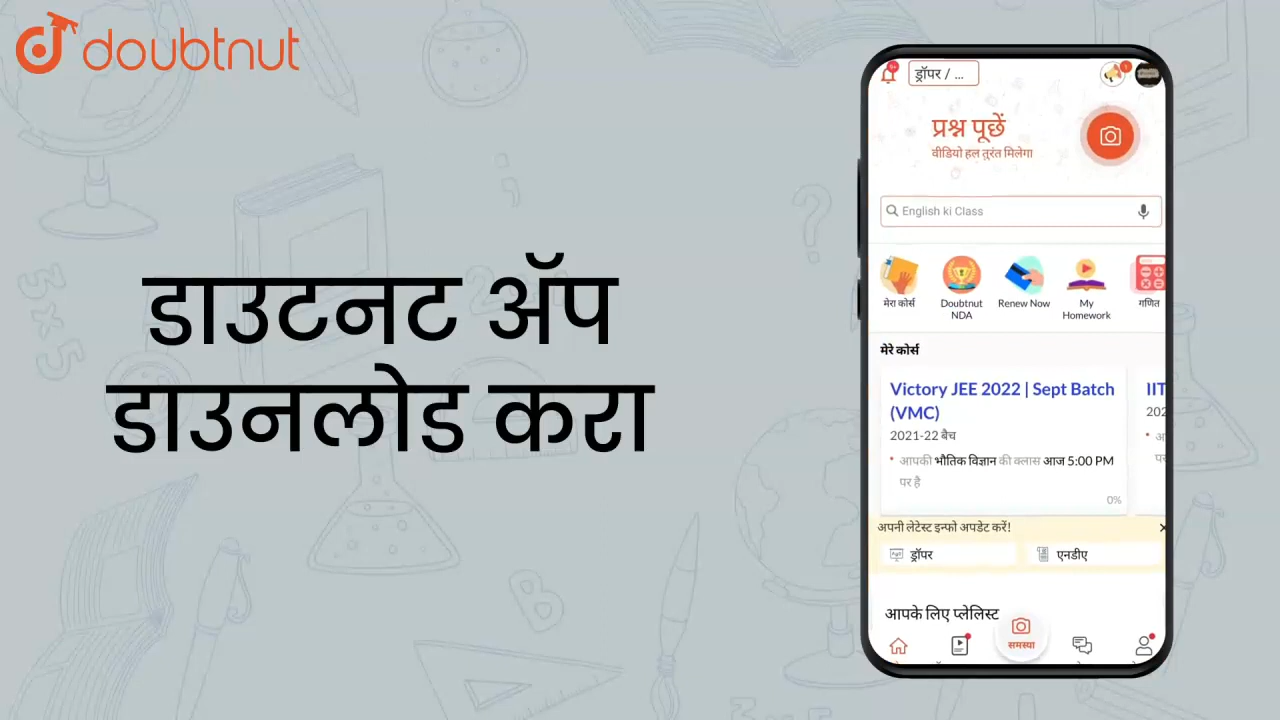 doubtnut
डाउटनट ॲप
डाउनलोड करा
ड्रॉपर / ...
प्रश्न पूछें
वीडियो हल तुरंत मिलेगा
English ki Class
मेरा कोर्स
Doubtnut
NDA
Renew Now
My
Homework
गणित
मेरे कोर्स
Victory JEE 2022 | Sept Batch
(VMC)
2021-22 बैच
आपकी भौतिक विज्ञान की क्लास आज 5:00 PM
पर है
0%
IIT
202
अपनी लेटेस्ट इन्फो अपडेट करें!
ड्रॉपर
एनडीए
आपके लिए प्लेलिस्ट
समस्या